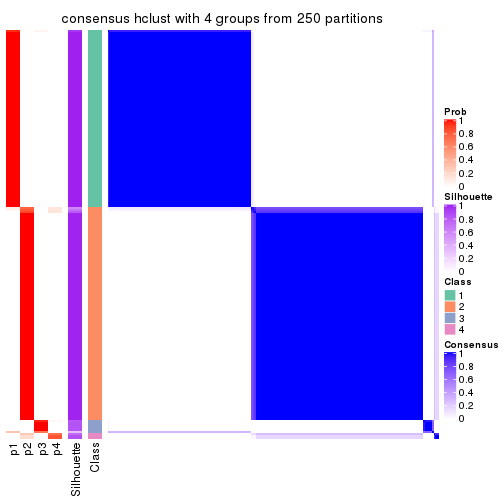 consensus hclust with 4 groups from 250 partitions
Prob
1
0.8
0.6
0.4
0.2
0
Silhouette
1
0.8
0.6
0.4
0.2
0
Class
1
2
3
4
Consensus
1
0.8
0.6
0.4
0.2
0
p1
p2
p3
p4
Silhouette
Class